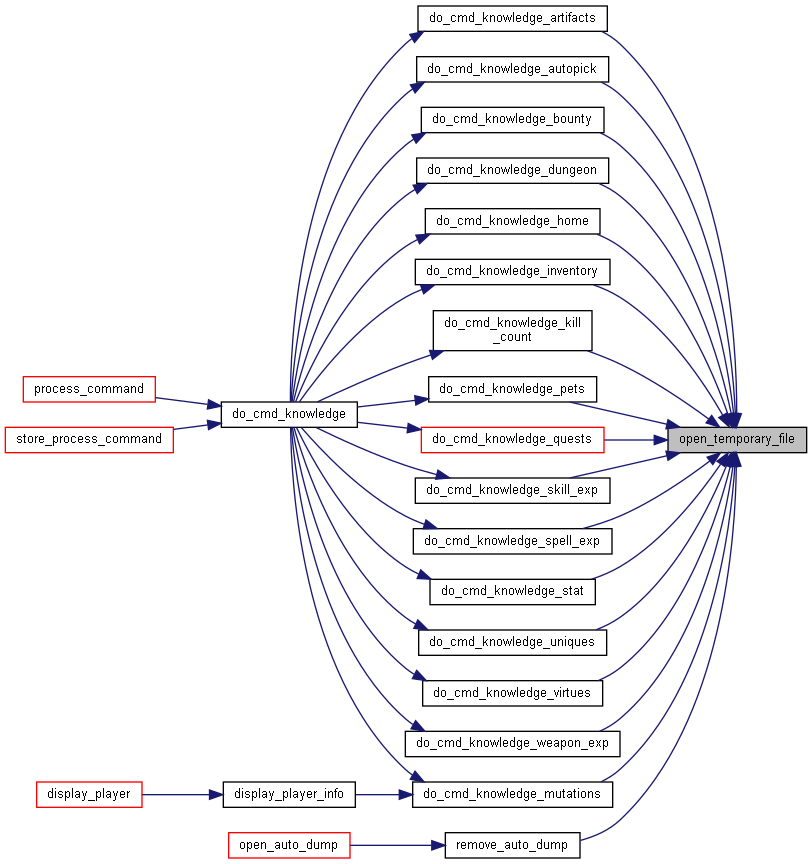 do_cmd_knowledge_artifacts
do_cmd_knowledge_autopick
do_cmd_knowledge_bounty
do_cmd_knowledge_dungeon
do_cmd_knowledge_home
do_cmd_knowledge_inventory
do_cmd_knowledge_kill
_count
process_command
do_cmd_knowledge_pets
do_cmd_knowledge
store_process_command
do_cmd_knowledge_quests
open_temporary_file
do_cmd_knowledge_skill_exp
do_cmd_knowledge_spell_exp
do_cmd_knowledge_stat
do_cmd_knowledge_uniques
do_cmd_knowledge_virtues
do_cmd_knowledge_weapon_exp
display_player
display_player_info
do_cmd_knowledge_mutations
open_auto_dump
remove_auto_dump